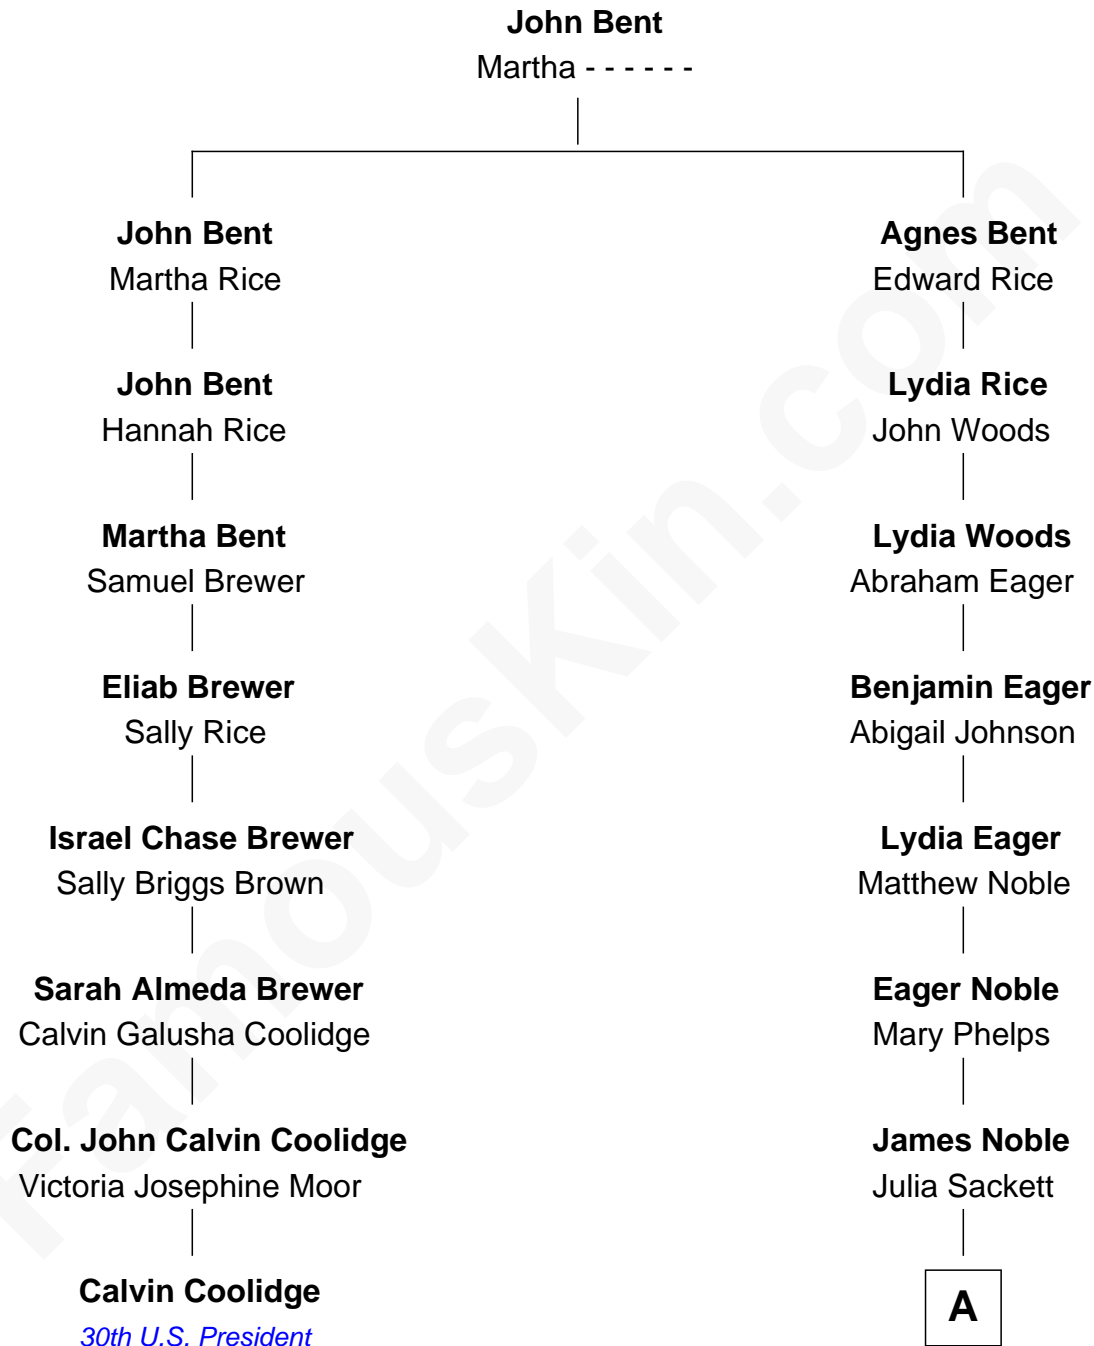 John Bent
Martha - - - - - -
John Bent
Martha Rice
Agnes Bent
Edward Rice
John Bent
Hannah Rice
Lydia Rice
John Woods
Martha Bent
Samuel Brewer
Lydia Woods
Abraham Eager
Eliab Brewer
Sally Rice
Benjamin Eager
Abigail Johnson
Israel Chase Brewer
Sally Briggs Brown
Lydia Eager
Matthew Noble
Sarah Almeda Brewer
Calvin Galusha Coolidge
Eager Noble
Mary Phelps
Col. John Calvin Coolidge
Victoria Josephine Moor
James Noble
Julia Sackett
Calvin Coolidge
30th U.S. President
A
FamousKin.com